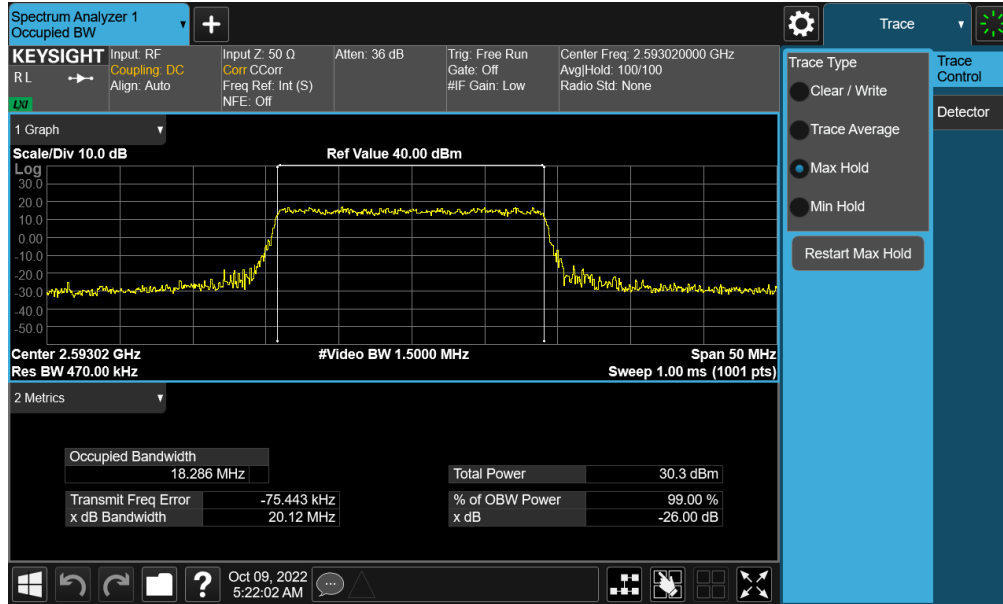 Spectrum Analyzer 1
Occupied BW
+
Trace
KEYSIGHT
R L
LXI
Input: RF
Coupling: DC
Align: Auto
Input Z: 50 Ω
Corr CCorr
Freq Ref: Int (S)
NFE: Off
Atten: 36 dB
Trig: Free Run
Gate: Off
#IF Gain: Low
Center Freq: 2.593020000 GHz
Avg|Hold: 100/100
Radio Std: None
Trace Type
Clear / Write
Trace Average
Max Hold
Min Hold
Restart Max Hold
Trace
Control
Detector
1 Graph
Scale/Div 10.0 dB
Ref Value 40.00 dBm
Log
30.0
20.0
10.0
0.00
-10.0
-20.0
-30.0
-40.0
-50.0
Center 2.59302 GHz
#Video BW 1.5000 MHz
Span 50 MHz
Res BW 470.00 kHz
Sweep 1.00 ms (1001 pts)
2 Metrics
Occupied Bandwidth
18.286 MHz
Total Power 30.3 dBm
Transmit Freq Error -75.443 kHz
% of OBW Power 99.00 %
x dB Bandwidth 20.12 MHz
x dB -26.00 dB
?
Oct 09, 2022
5:22:02 AM